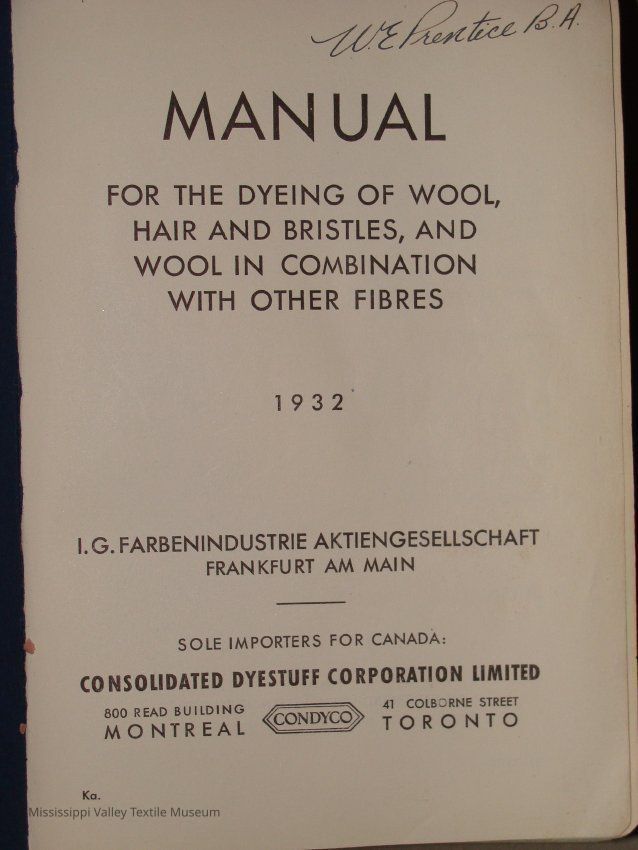 W.E Prentice B.A.
MANUAL
FOR THE DYEING OF WOOL,
HAIR AND BRISTLES, AND
WOOL IN COMBINATION
WITH OTHER FIBRES
1932
I.G. FARBENINDUSTRIE AKTIENGESELLSCHAFT
FRANKFURT AM MAIN
SOLE IMPORTERS FOR CANADA:
CONSOLIDATED DYESTUFF CORPORATION LIMITED
800 READ BUILDING
MONTREAL
CONDYCO
41 COLBORNE STREET
TORONTO
Ka.
Mississippi Valley Textile Museum